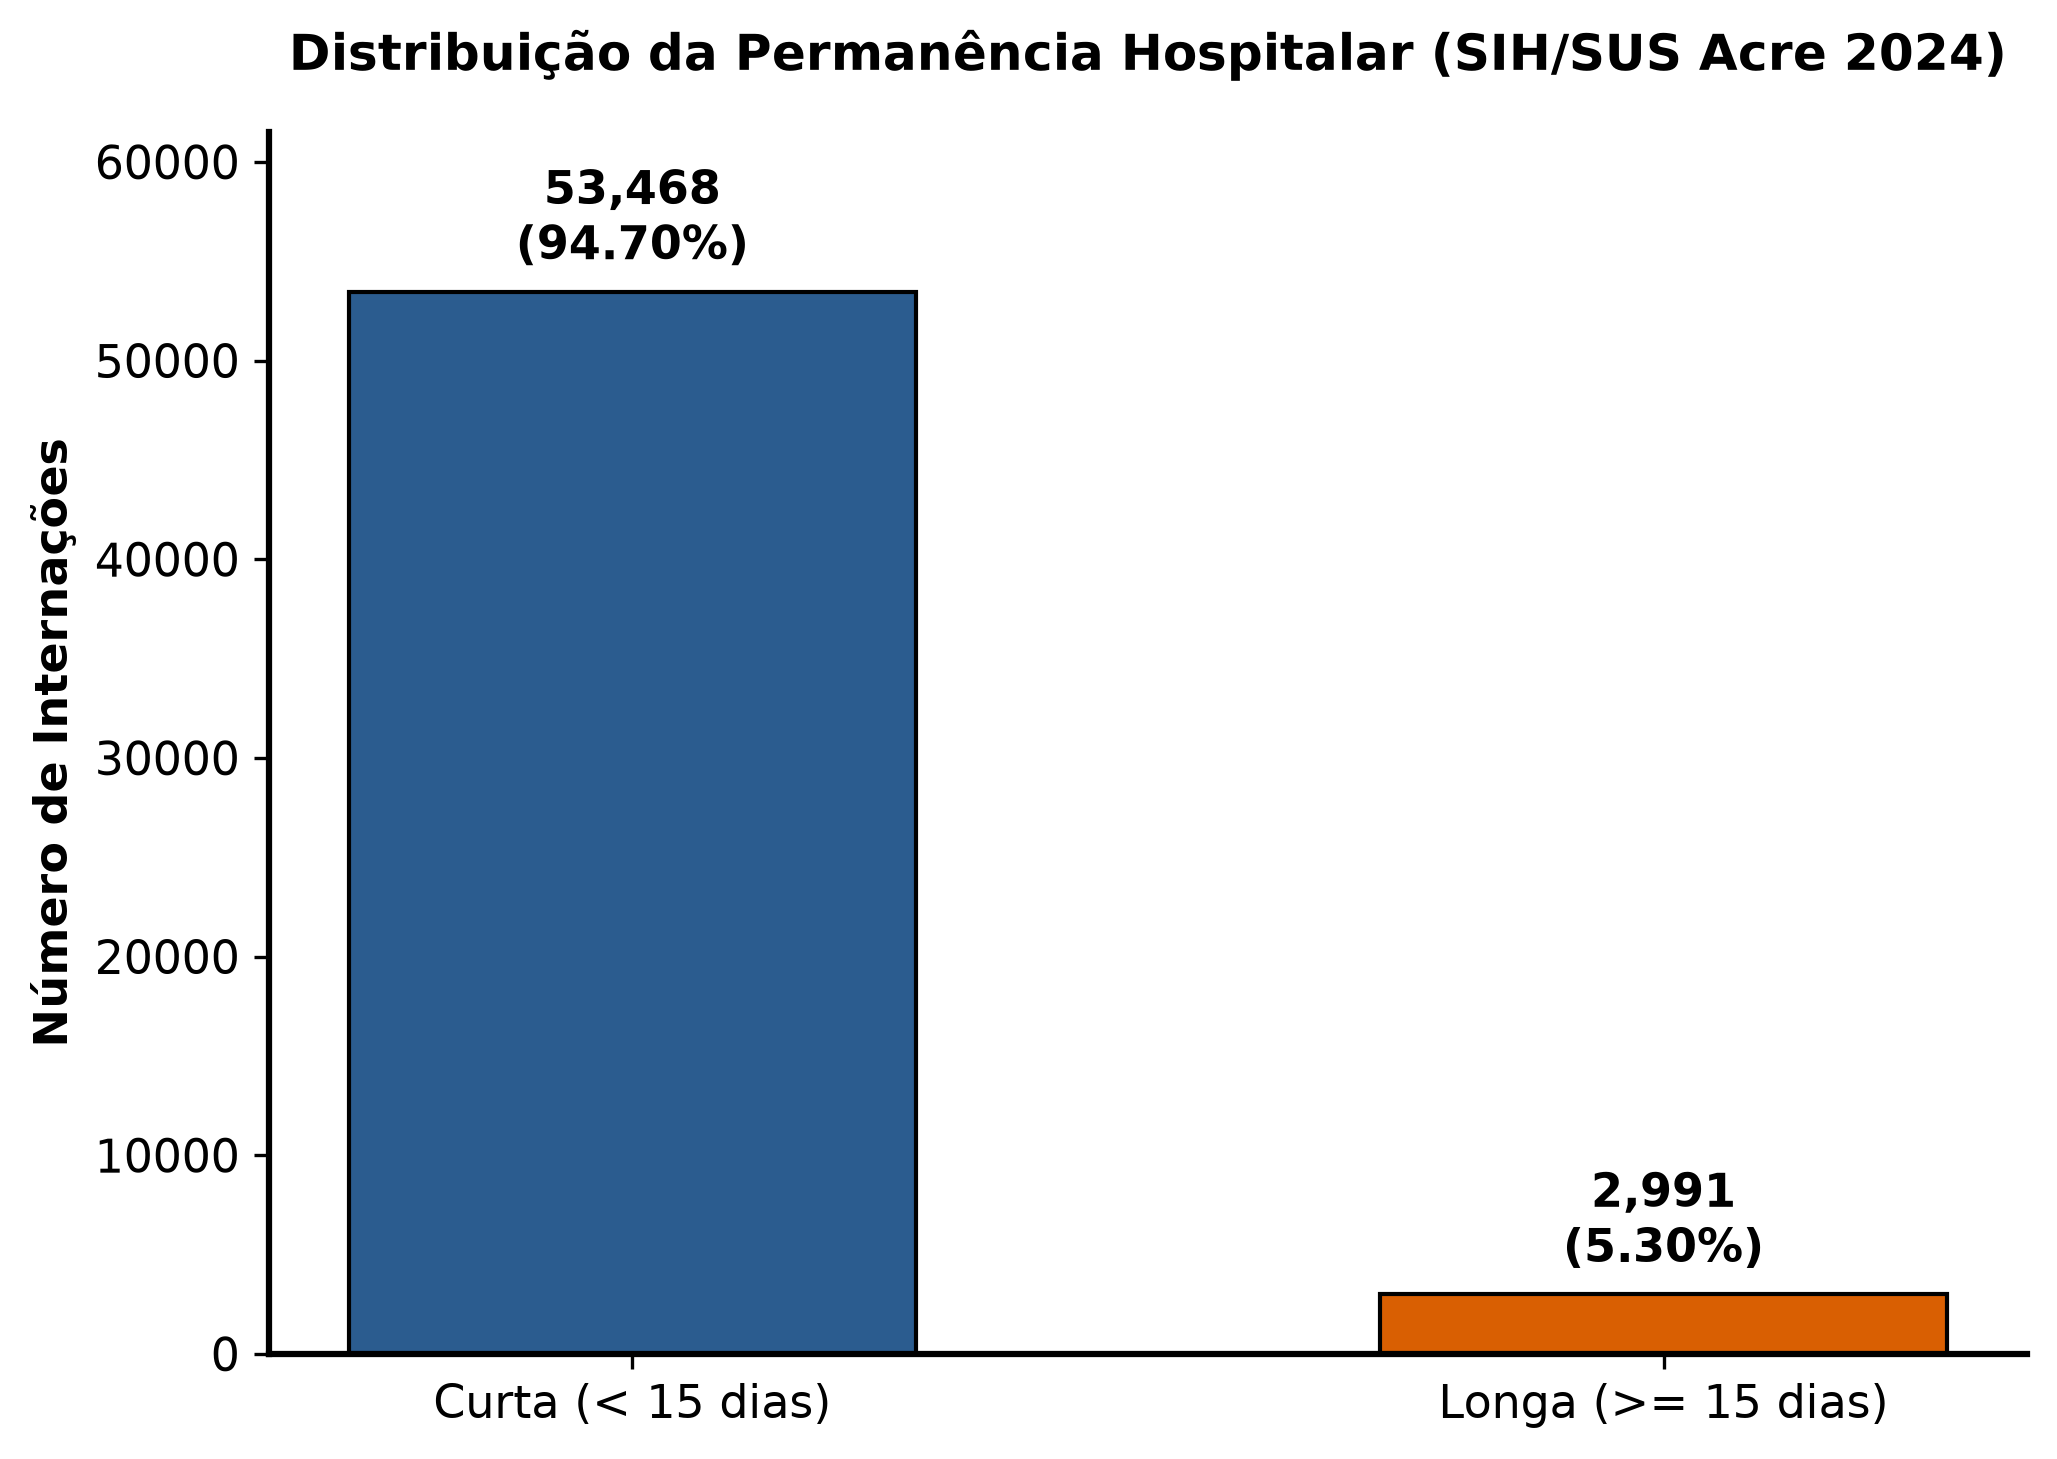 Distribuição da Permanência Hospitalar (SIH/SUS Acre 2024)
Número de Internações
60000
50000
40000
30000
20000
10000
0
53,468
(94.70%)
2,991
(5.30%)
Curta (< 15 dias)
Longa (>= 15 dias)